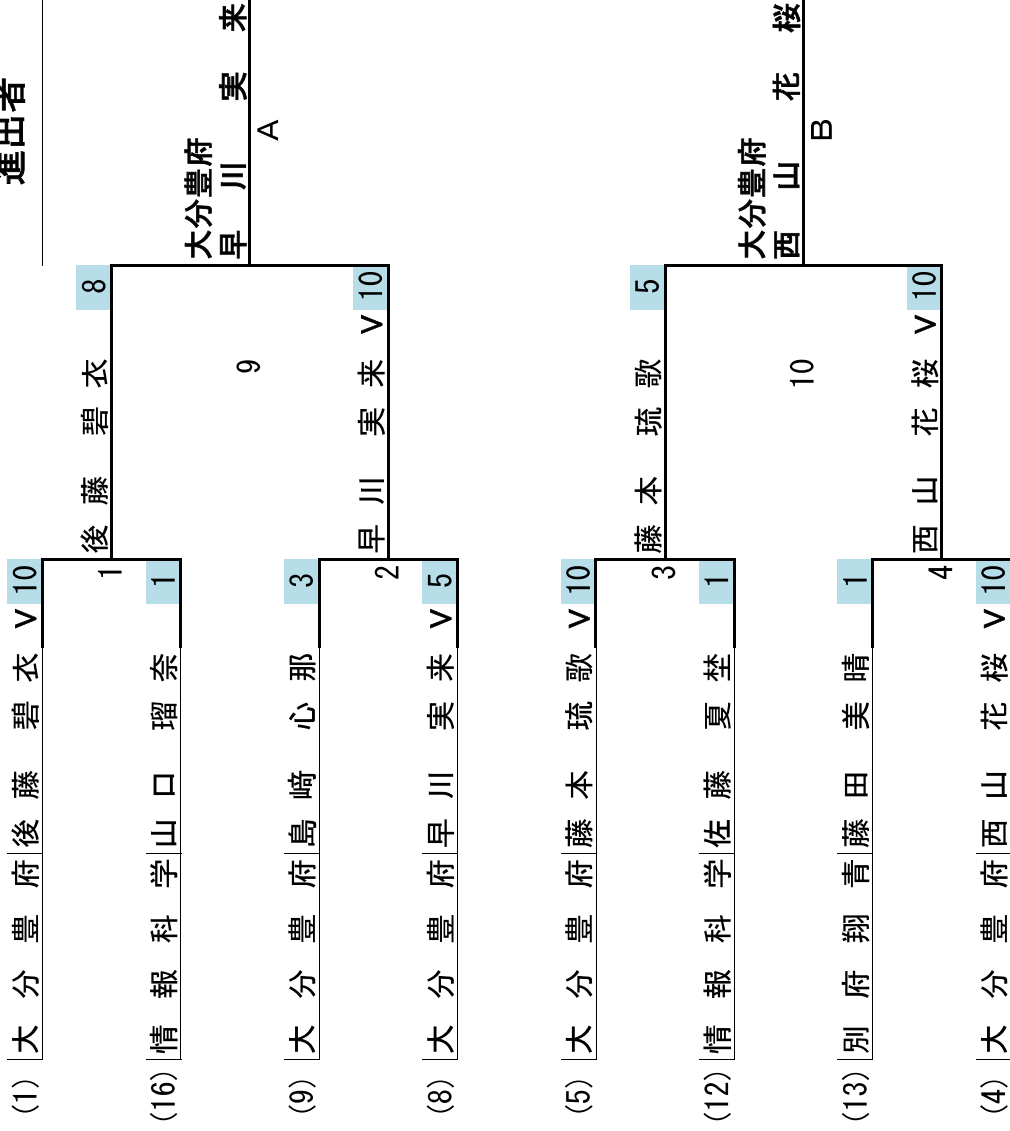 進出者
(1) 大分豊府 後藤 碧衣 V 10
後藤 碧衣 8
1
(16) 情報科学 山口 瑠奈 1
大分豊府
早川 実来
9
A
(9) 大分豊府 島﨑 心那 3
早川 実来 V 10
2
(8) 大分豊府 早川 実来 V 5
(5) 大分豊府 藤本 琉歌 V 10
藤本 琉歌 5
3
(12) 情報科学 佐藤 夏埜 1
大分豊府
西山 花桜
10
B
(13) 別府翔青 藤田 美晴 1
西山 花桜 V 10
4
(4) 大分豊府 西山 花桜 V 10